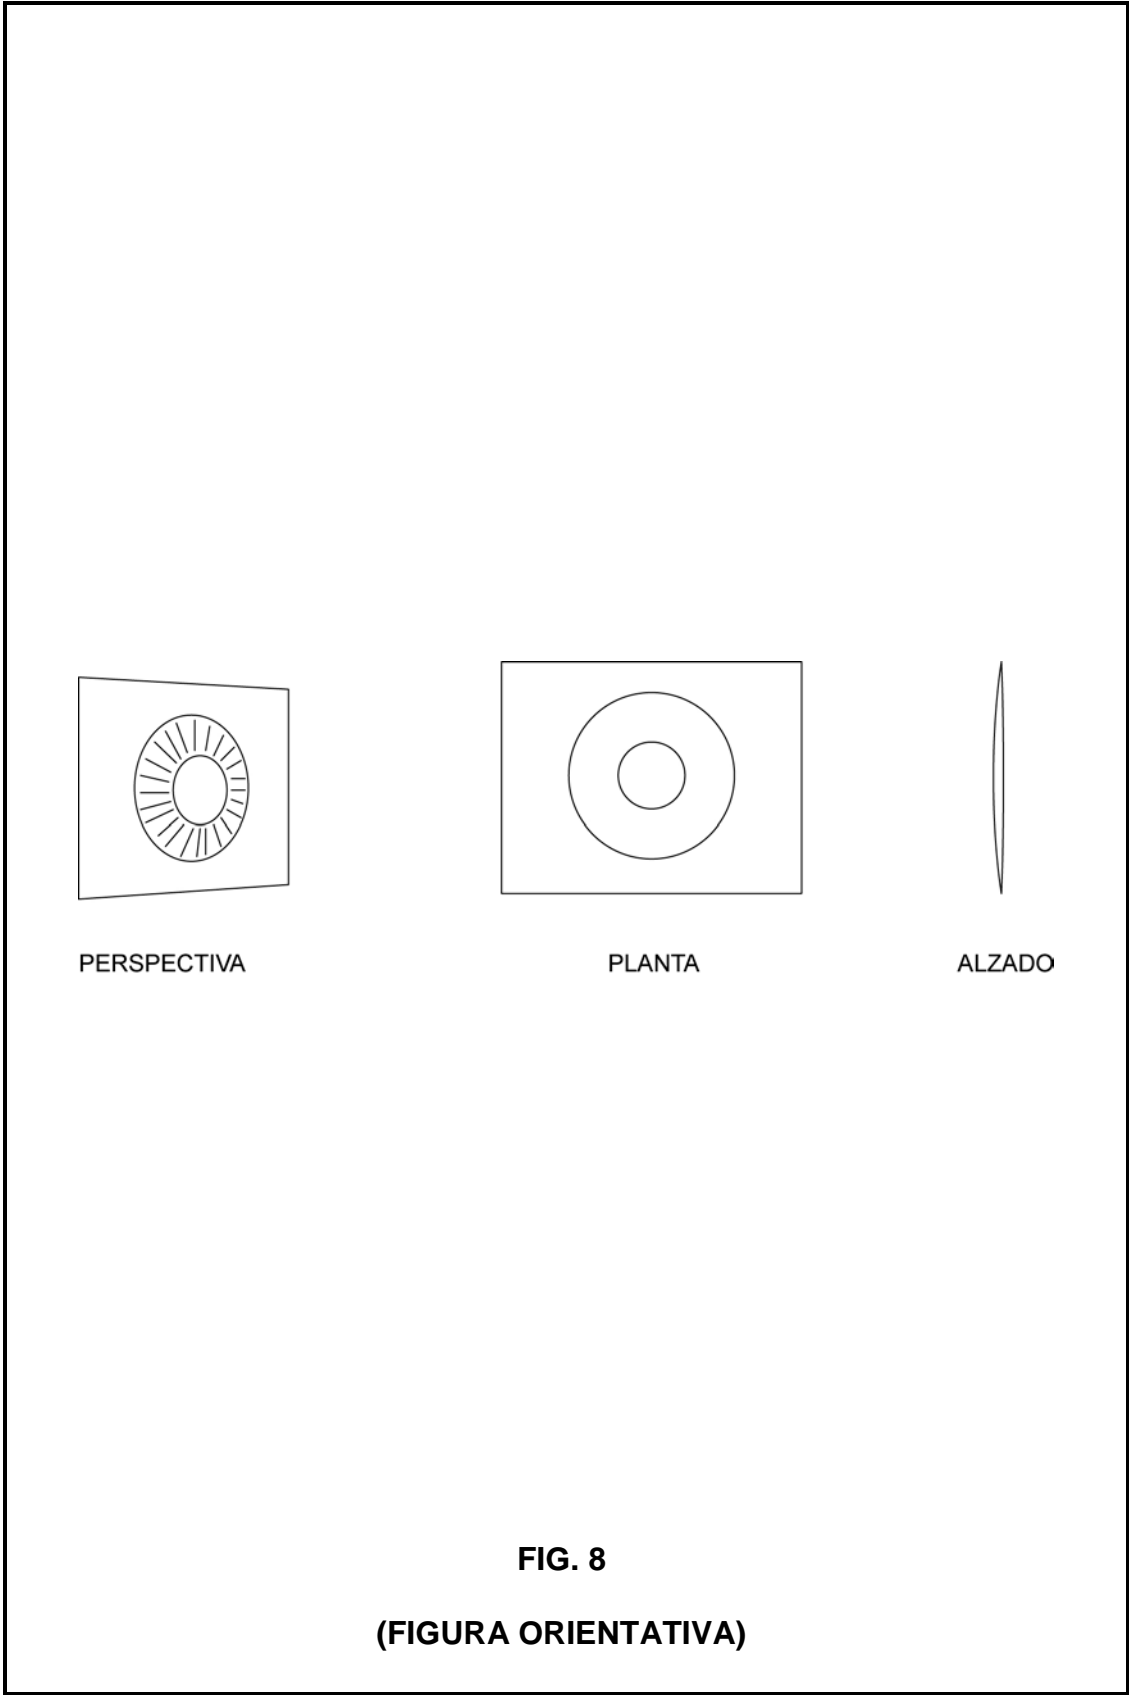 PERSPECTIVA
PLANTA
ALZADO
FIG. 8
(FIGURA ORIENTATIVA)